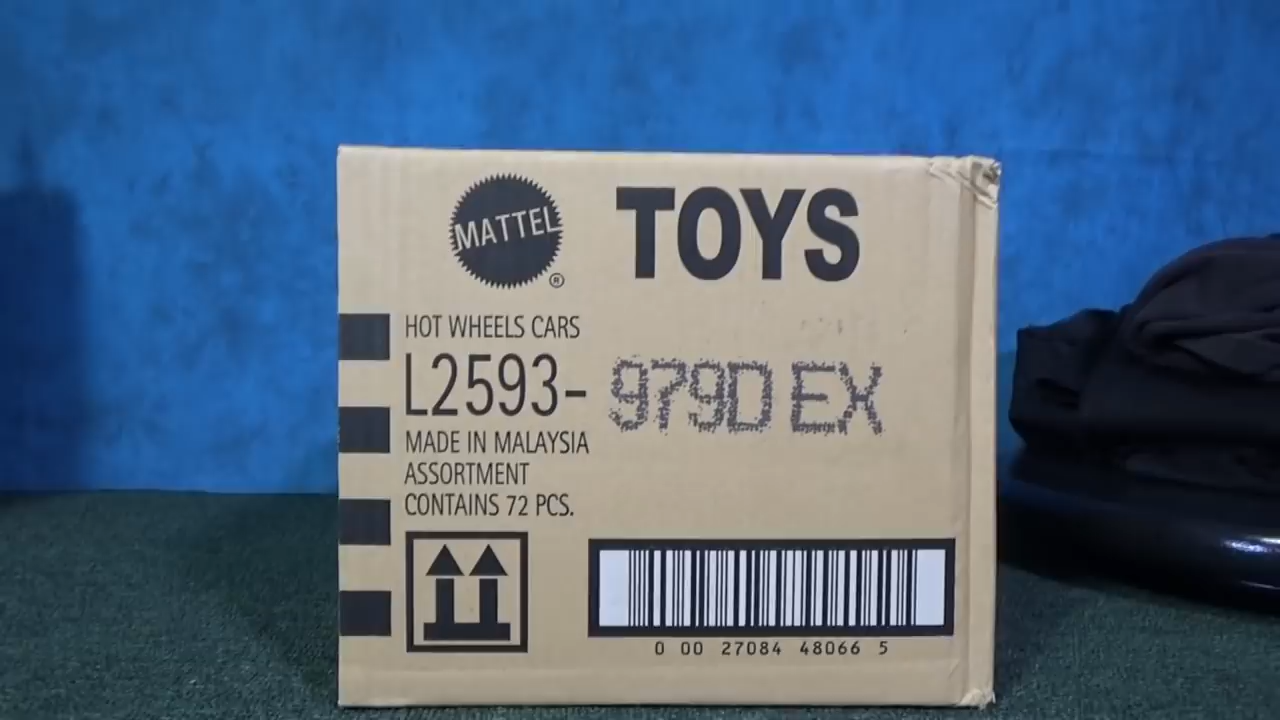 MATTEL ®
TOYS
HOT WHEELS CARS
L2593- 979D EX
MADE IN MALAYSIA
ASSORTMENT
CONTAINS 72 PCS.
0 00 27084 48066 5